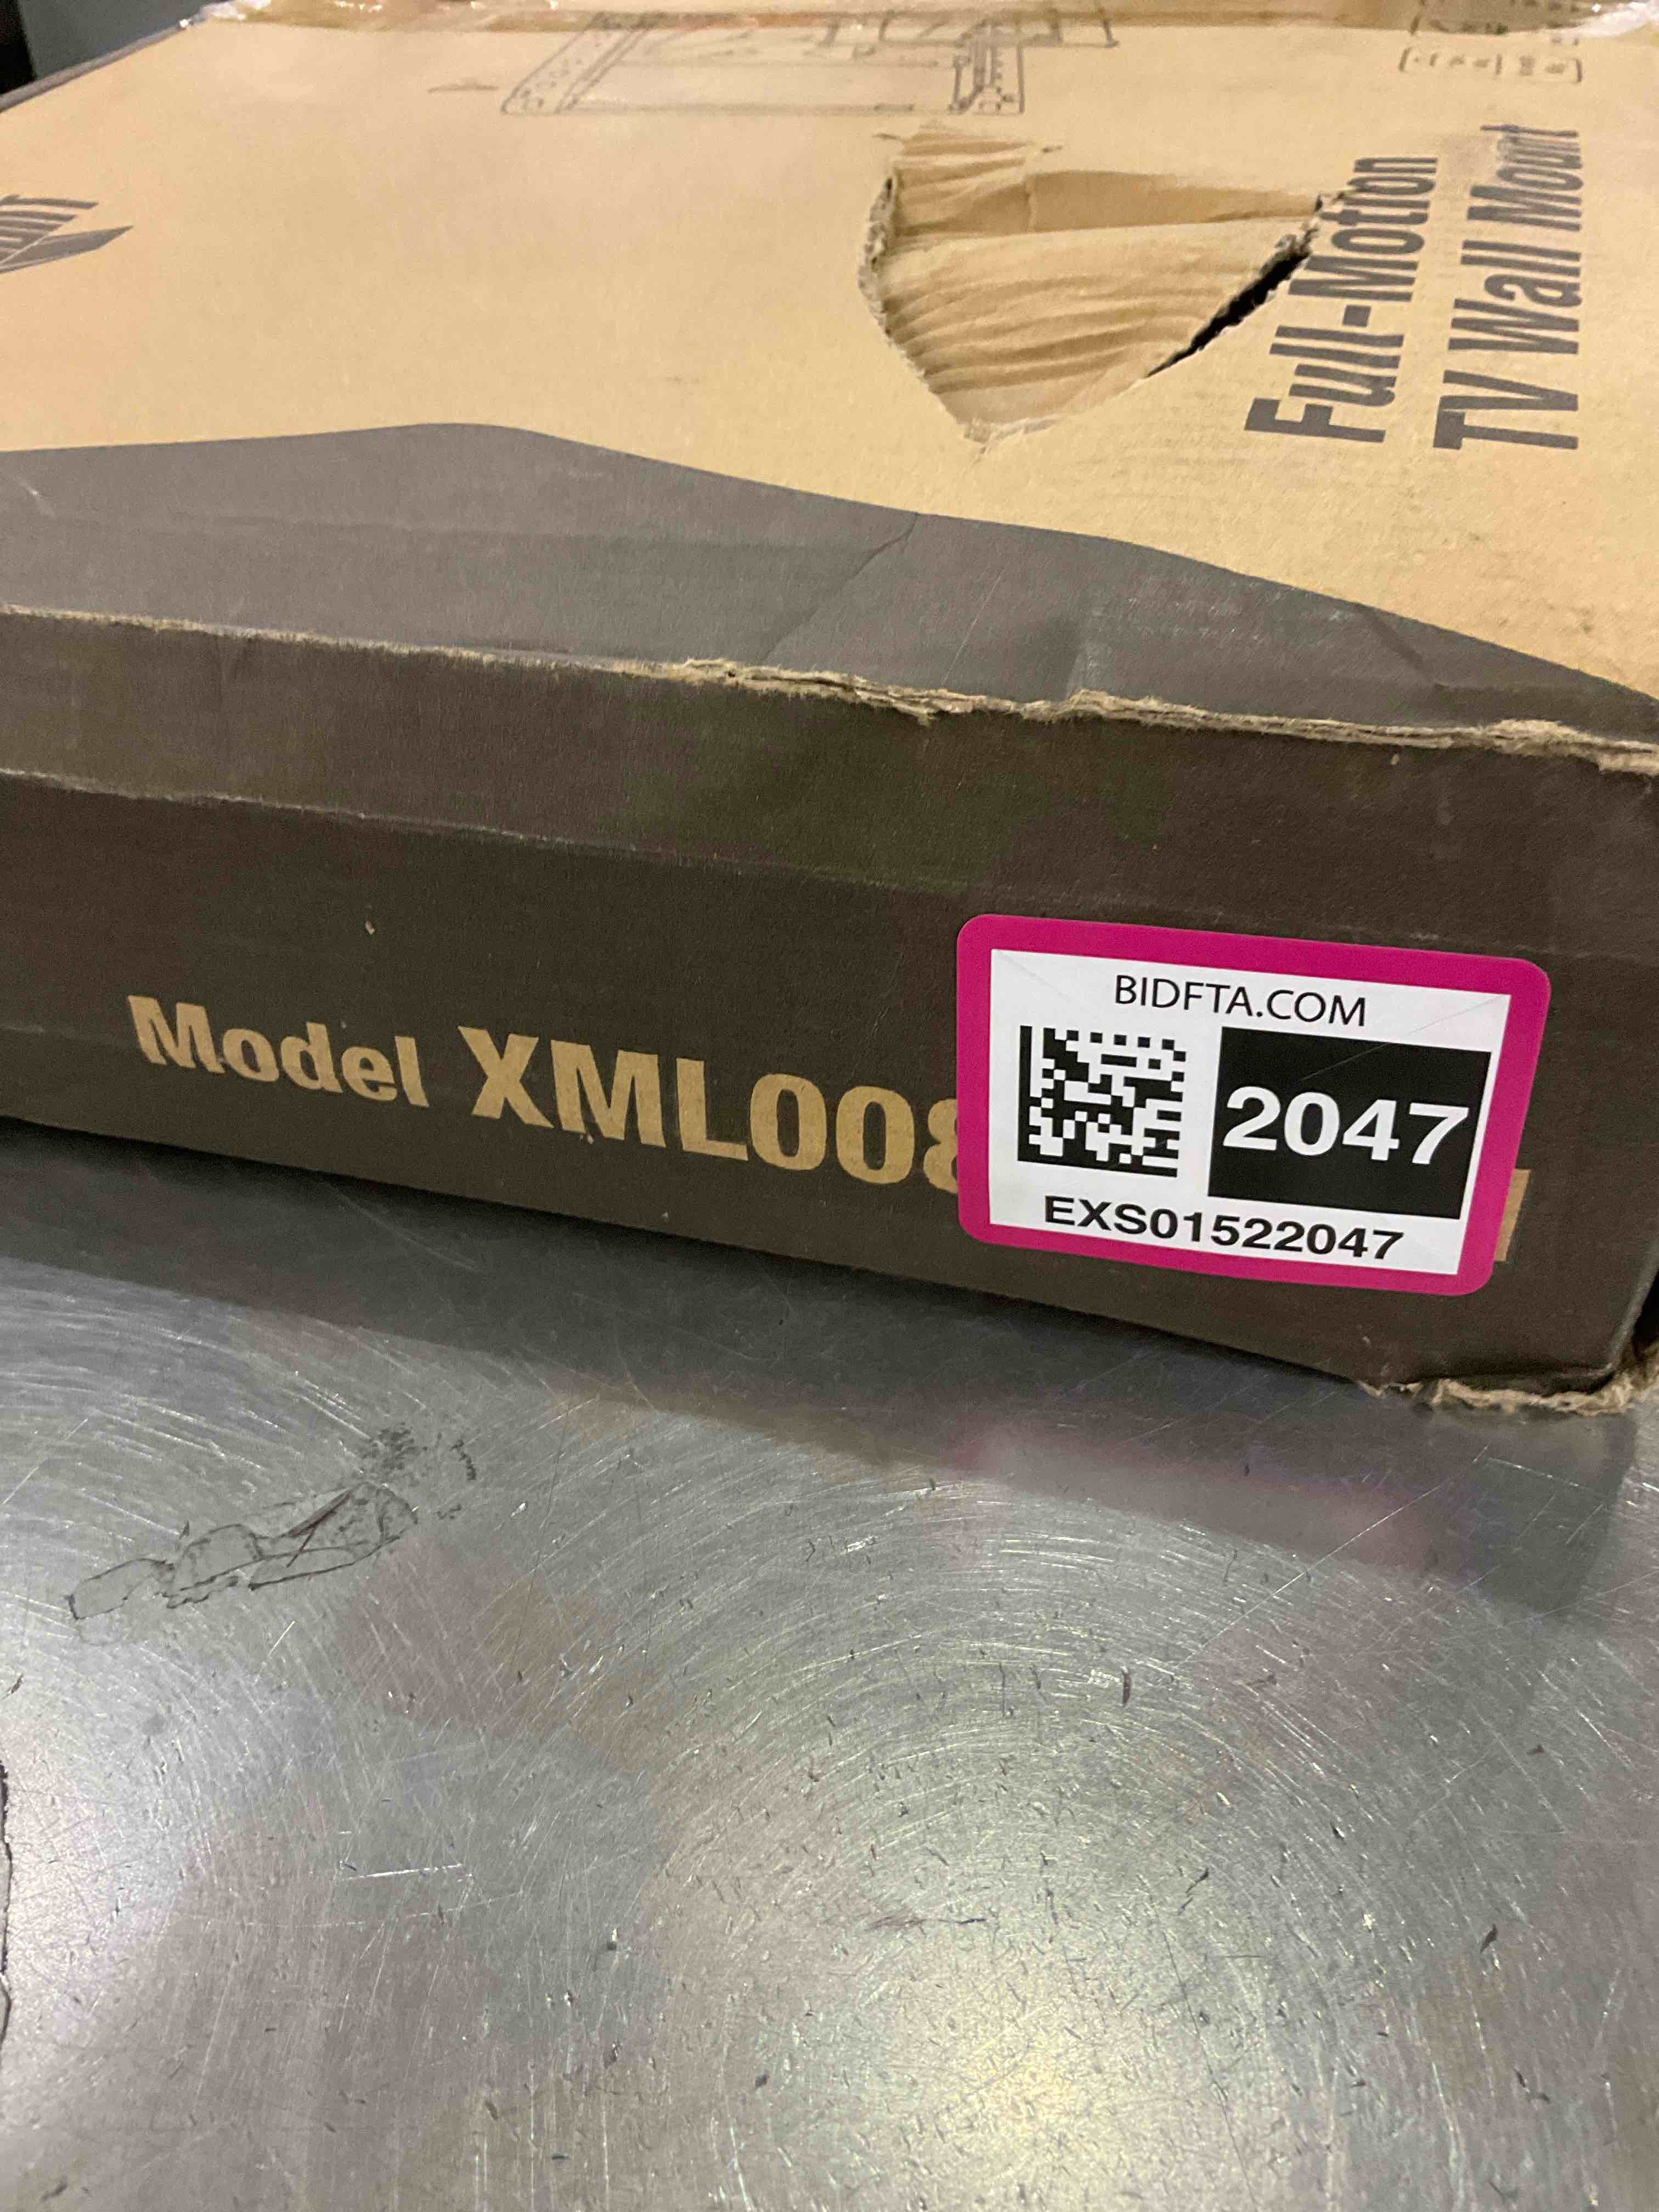 Full-Motion
TV Wall Mount
Model XML008
BIDFTA.COM
2047
EXS01522047